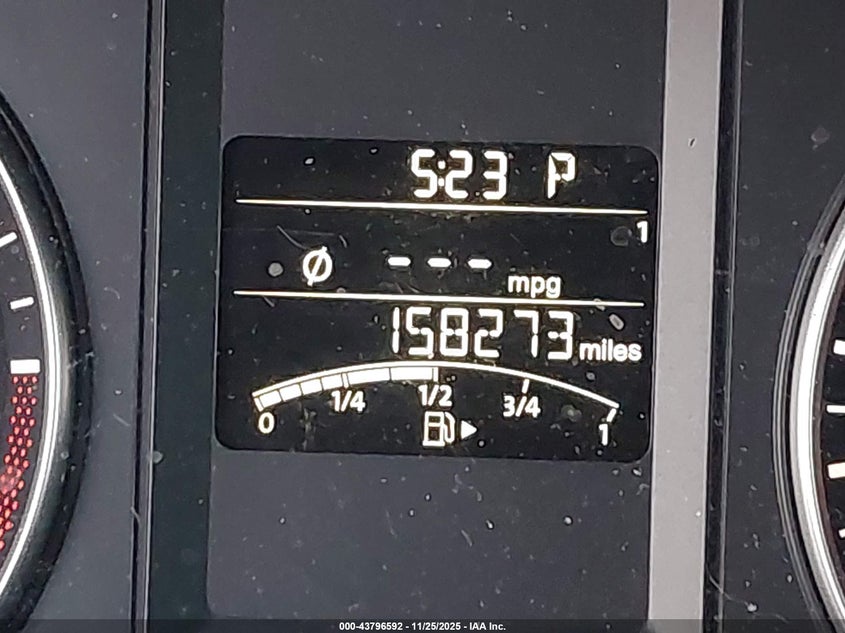 5:23 P
1
Ø --- mpg
158273 miles
0 1/4 1/2 3/4 1
000-43796592 - 11/25/2025 - IAA Inc.